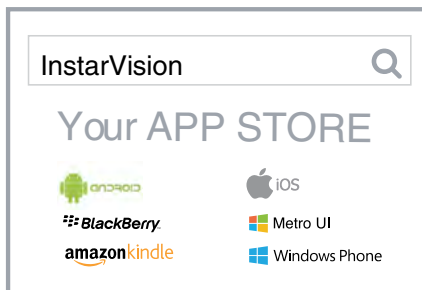 InstarVision
Your APP STORE
ANDROID
iOS
BlackBerry
Metro UI
amazonkindle
Windows Phone